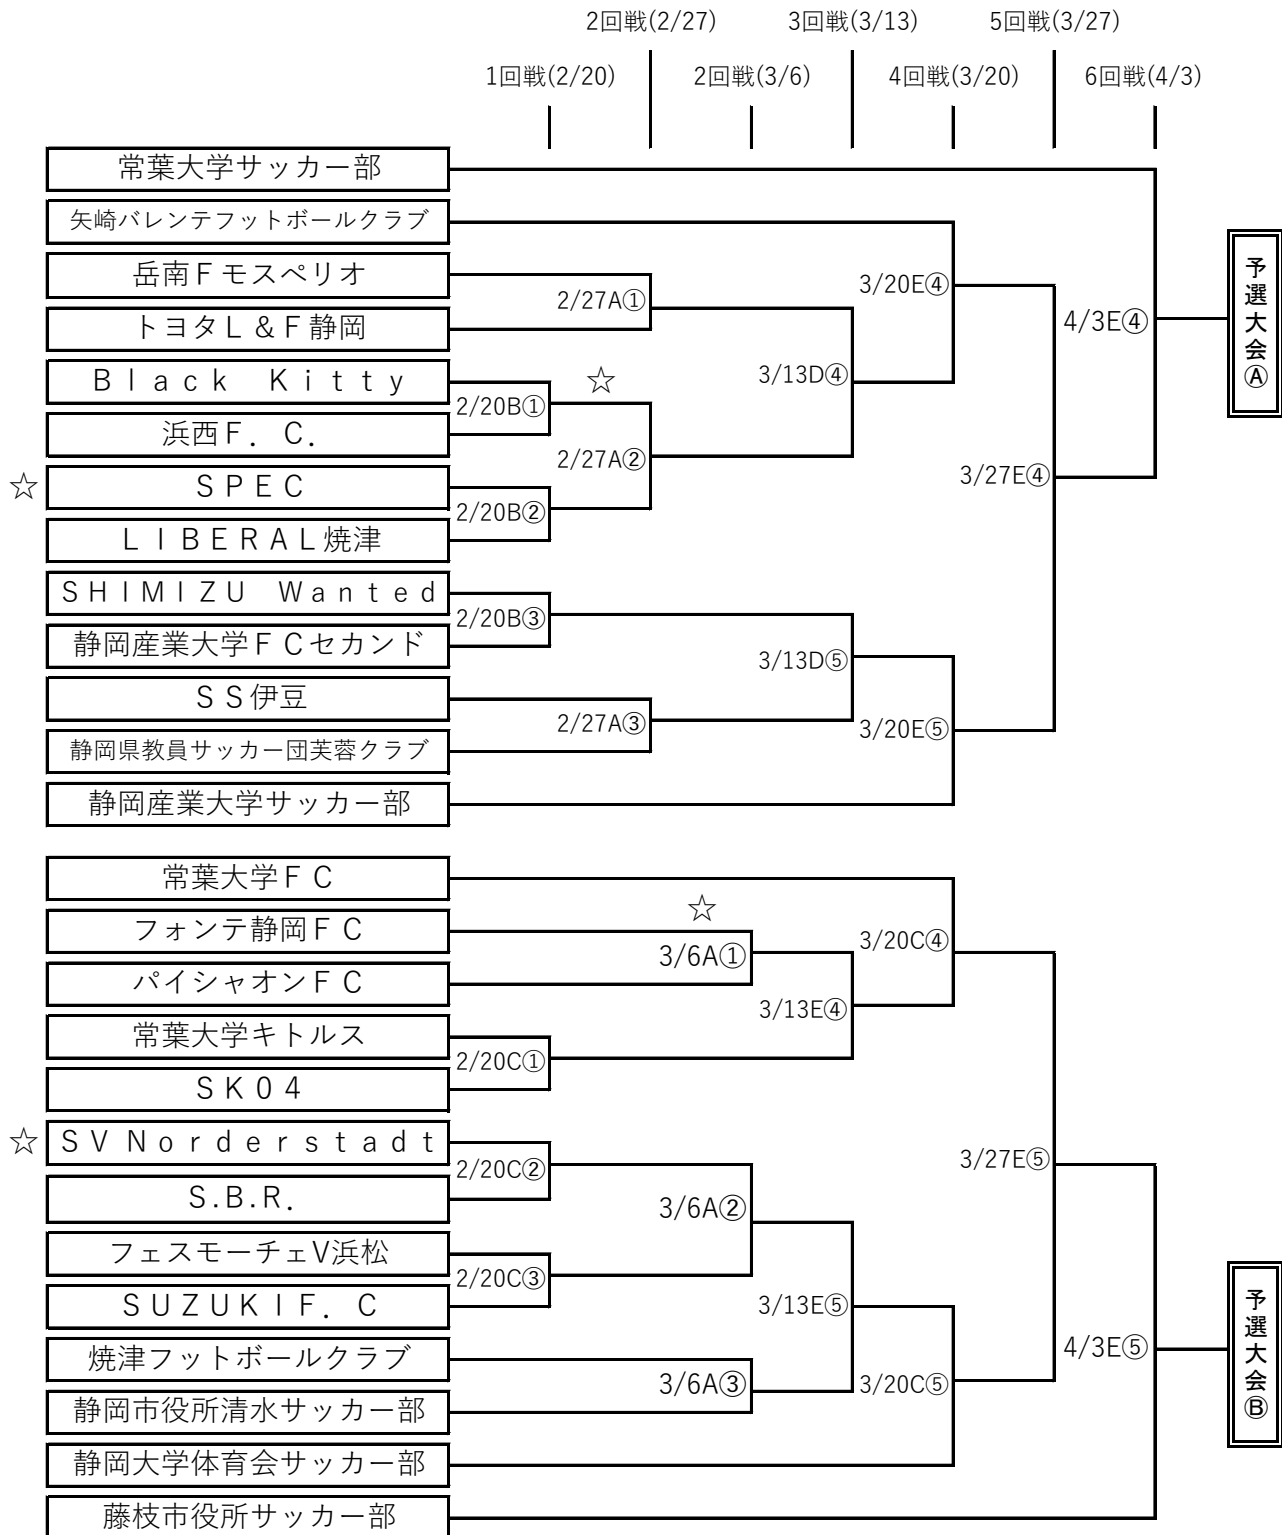 2回戦(2/27) 3回戦(3/13) 5回戦(3/27)
1回戦(2/20) 2回戦(3/6) 4回戦(3/20) 6回戦(4/3)
常葉大学サッカー部
矢崎バレンテフットボールクラブ
岳南Fモスペリオ
3/20E④
2/27A①
トヨタL&F静岡
4/3E④
予選大会Ⓐ
Black Kitty
☆
3/13D④
2/20B①
浜西F.C.
2/27A②
3/27E④
☆ SPEC
2/20B②
LIBERAL焼津
SHIMIZU Wanted
2/20B③
静岡産業大学FCセカンド
3/13D⑤
SS伊豆
2/27A③
3/20E⑤
静岡県教員サッカー団芙蓉クラブ
静岡産業大学サッカー部
常葉大学FC
☆
フォンテ静岡FC
3/20C④
3/6A①
パイシャオンFC
3/13E④
常葉大学キトルス
2/20C①
SK04
☆ SVNorderstadt
3/27E⑤
2/20C②
S.B.R.
3/6A②
フェスモーチェV浜松
2/20C③
SUZUKIF.C
3/13E⑤
予選大会Ⓑ
焼津フットボールクラブ
4/3E⑤
3/6A③
3/20C⑤
静岡市役所清水サッカー部
静岡大学体育会サッカー部
藤枝市役所サッカー部